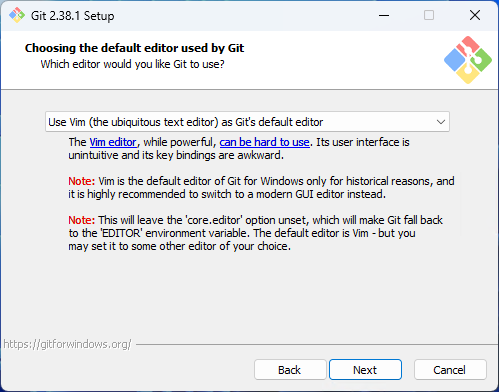 Git 2.38.1 Setup
Choosing the default editor used by Git
Which editor would you like Git to use?
Use Vim (the ubiquitous text editor) as Git's default editor
The Vim editor, while powerful, can be hard to use. Its user interface is
unintuitive and its key bindings are awkward.
Note: Vim is the default editor of Git for Windows only for historical reasons, and
it is highly recommended to switch to a modern GUI editor instead.
Note: This will leave the 'core.editor' option unset, which will make Git fall back
to the 'EDITOR' environment variable. The default editor is Vim - but you
may set it to some other editor of your choice.
https://gitforwindows.org/
Back
Next
Cancel